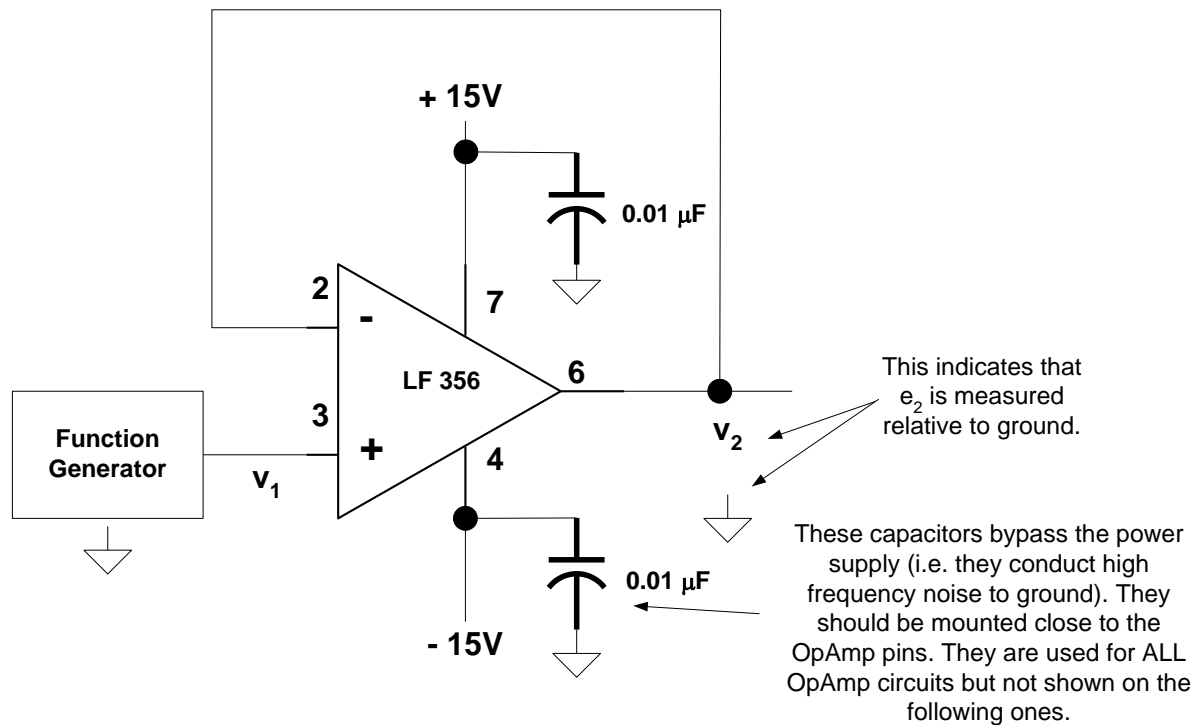 + 15V
0.01 μF
2
-
7
LF 356
6
3
+
4
Function
Generator
v1
v2
This indicates that
e2 is measured
relative to ground.
0.01 μF
- 15V
These capacitors bypass the power
supply (i.e. they conduct high
frequency noise to ground). They
should be mounted close to the
OpAmp pins. They are used for ALL
OpAmp circuits but not shown on the
following ones.